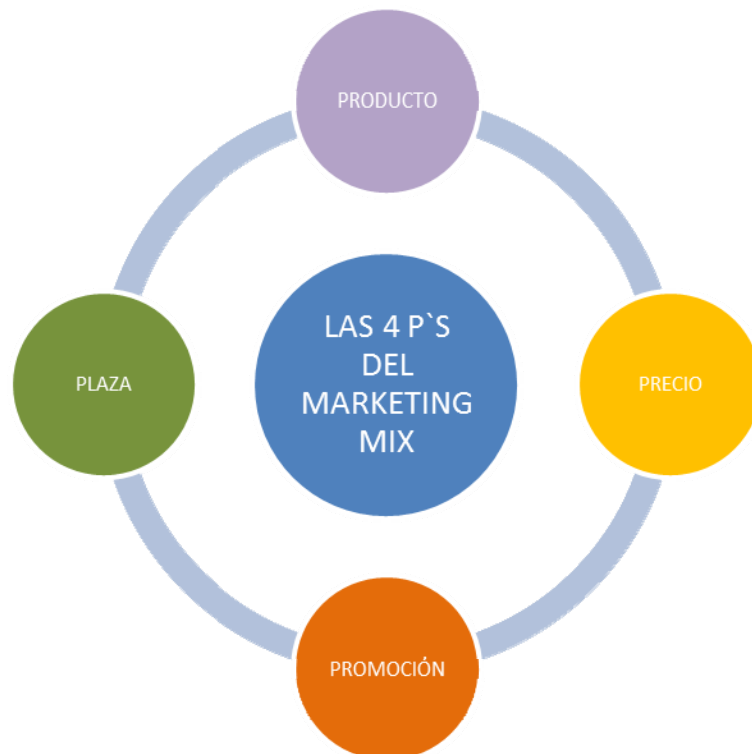 PRODUCTO
LAS 4 P`S
DEL
MARKETING
MIX
PLAZA
PRECIO
PROMOCIÓN